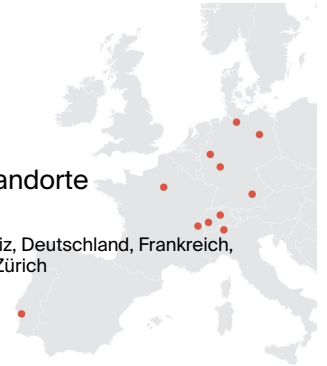 andorte
iz, Deutschland, Frankreich,
Zürich